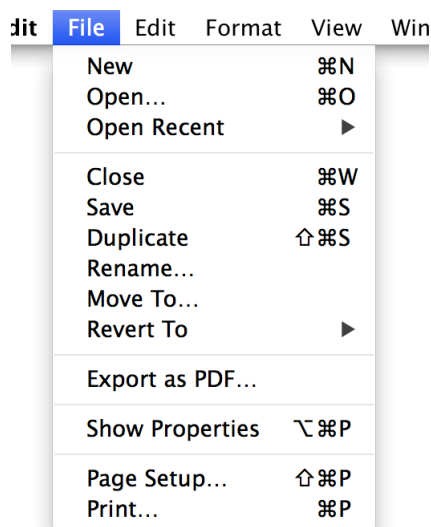 dit File Edit Format View Win
New ⌘N
Open… ⌘O
Open Recent ▶
Close ⌘W
Save ⌘S
Duplicate ⇧⌘S
Rename…
Move To…
Revert To ▶
Export as PDF…
Show Properties ⌥⌘P
Page Setup… ⇧⌘P
Print… ⌘P